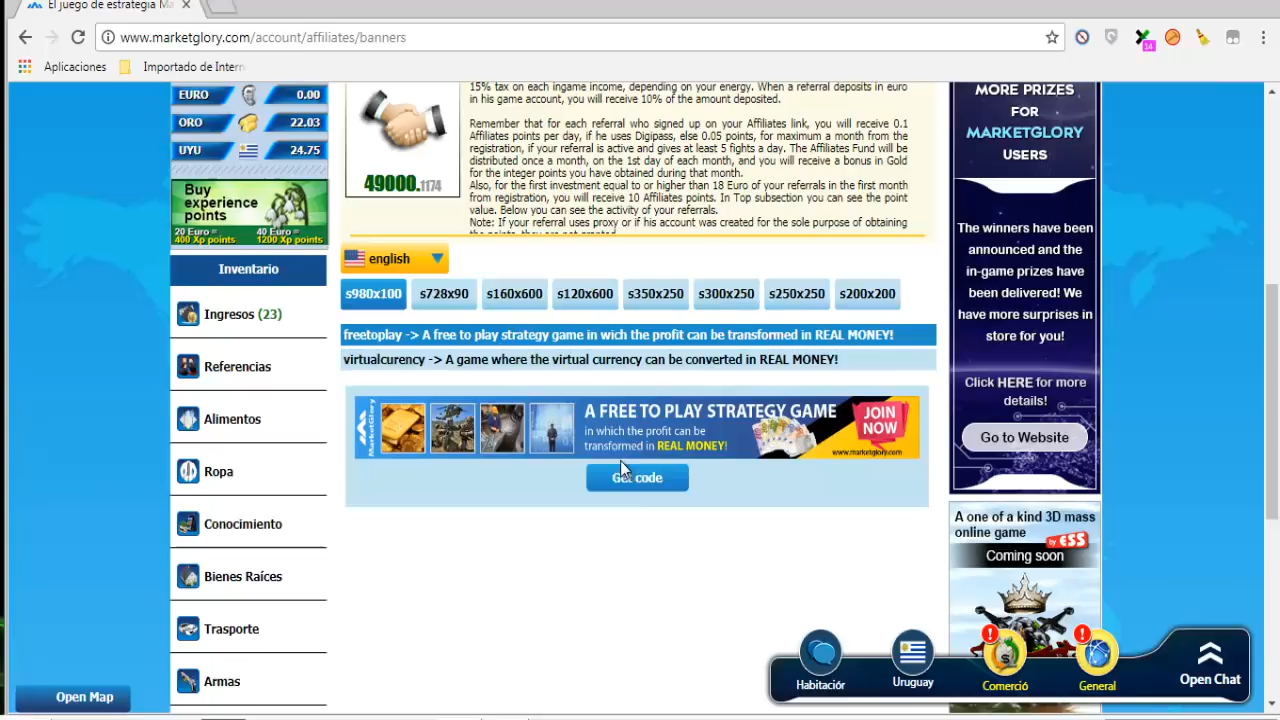 El juego de estrategia Ma
www.marketglory.com/account/affiliates/banners
14
Aplicaciones
Importado de Intern
EURO 0.00
ORO 22.03
UYU 24.75
Buy
experience
points
20 Euro =
400 Xp points
40 Euro =
1200 Xp points
Inventario
Ingresos (23)
Referencias
Alimentos
Ropa
Conocimiento
Bienes Raíces
Trasporte
Armas
Open Map
49000.1174
15% tax on each ingame income, depending on your energy. When a referral deposits in euro
in his game account, you will receive 10% of the amount deposited.
Remember that for each referral who signed up on your Affiliates link, you will receive 0.1
Affiliates points per day, if he uses Digipass, else 0.05 points, for maximum a month from the
registration, if your referral is active and gives at least 5 fights a day. The Affiliates Fund will be
distributed once a month, on the 1st day of each month, and you will receive a bonus in Gold
for the integer points you have obtained during that month.
Also, for the first investment equal to or higher than 18 Euro of your referrals in the first month
from registration, you will receive 10 Affiliates points. In Top subsection you can see the point
value. Below you can see the activity of your referrals.
Note: If your referral uses proxy or if his account was created for the sole purpose of obtaining
the points, they are not granted
english
s980x100 s728x90 s160x600 s120x600 s350x250 s300x250 s250x250 s200x200
freetoplay -> A free to play strategy game in wich the profit can be transformed in REAL MONEY!
virtualcurency -> A game where the virtual currency can be converted in REAL MONEY!
MarketGlory
A FREE TO PLAY STRATEGY GAME
in which the profit can be
transformed in REAL MONEY!
JOIN
NOW
www.marketglory.com
Get code
MORE PRIZES
FOR
MARKETGLORY
USERS
The winners have been
announced and the
in-game prizes have
been delivered! We
have more surprises in
store for you!
Click HERE for more
details!
Go to Website
A one of a kind 3D mass
online game
by ESS
Coming soon
Habitación
Uruguay
! Comerció
! General
Open Chat